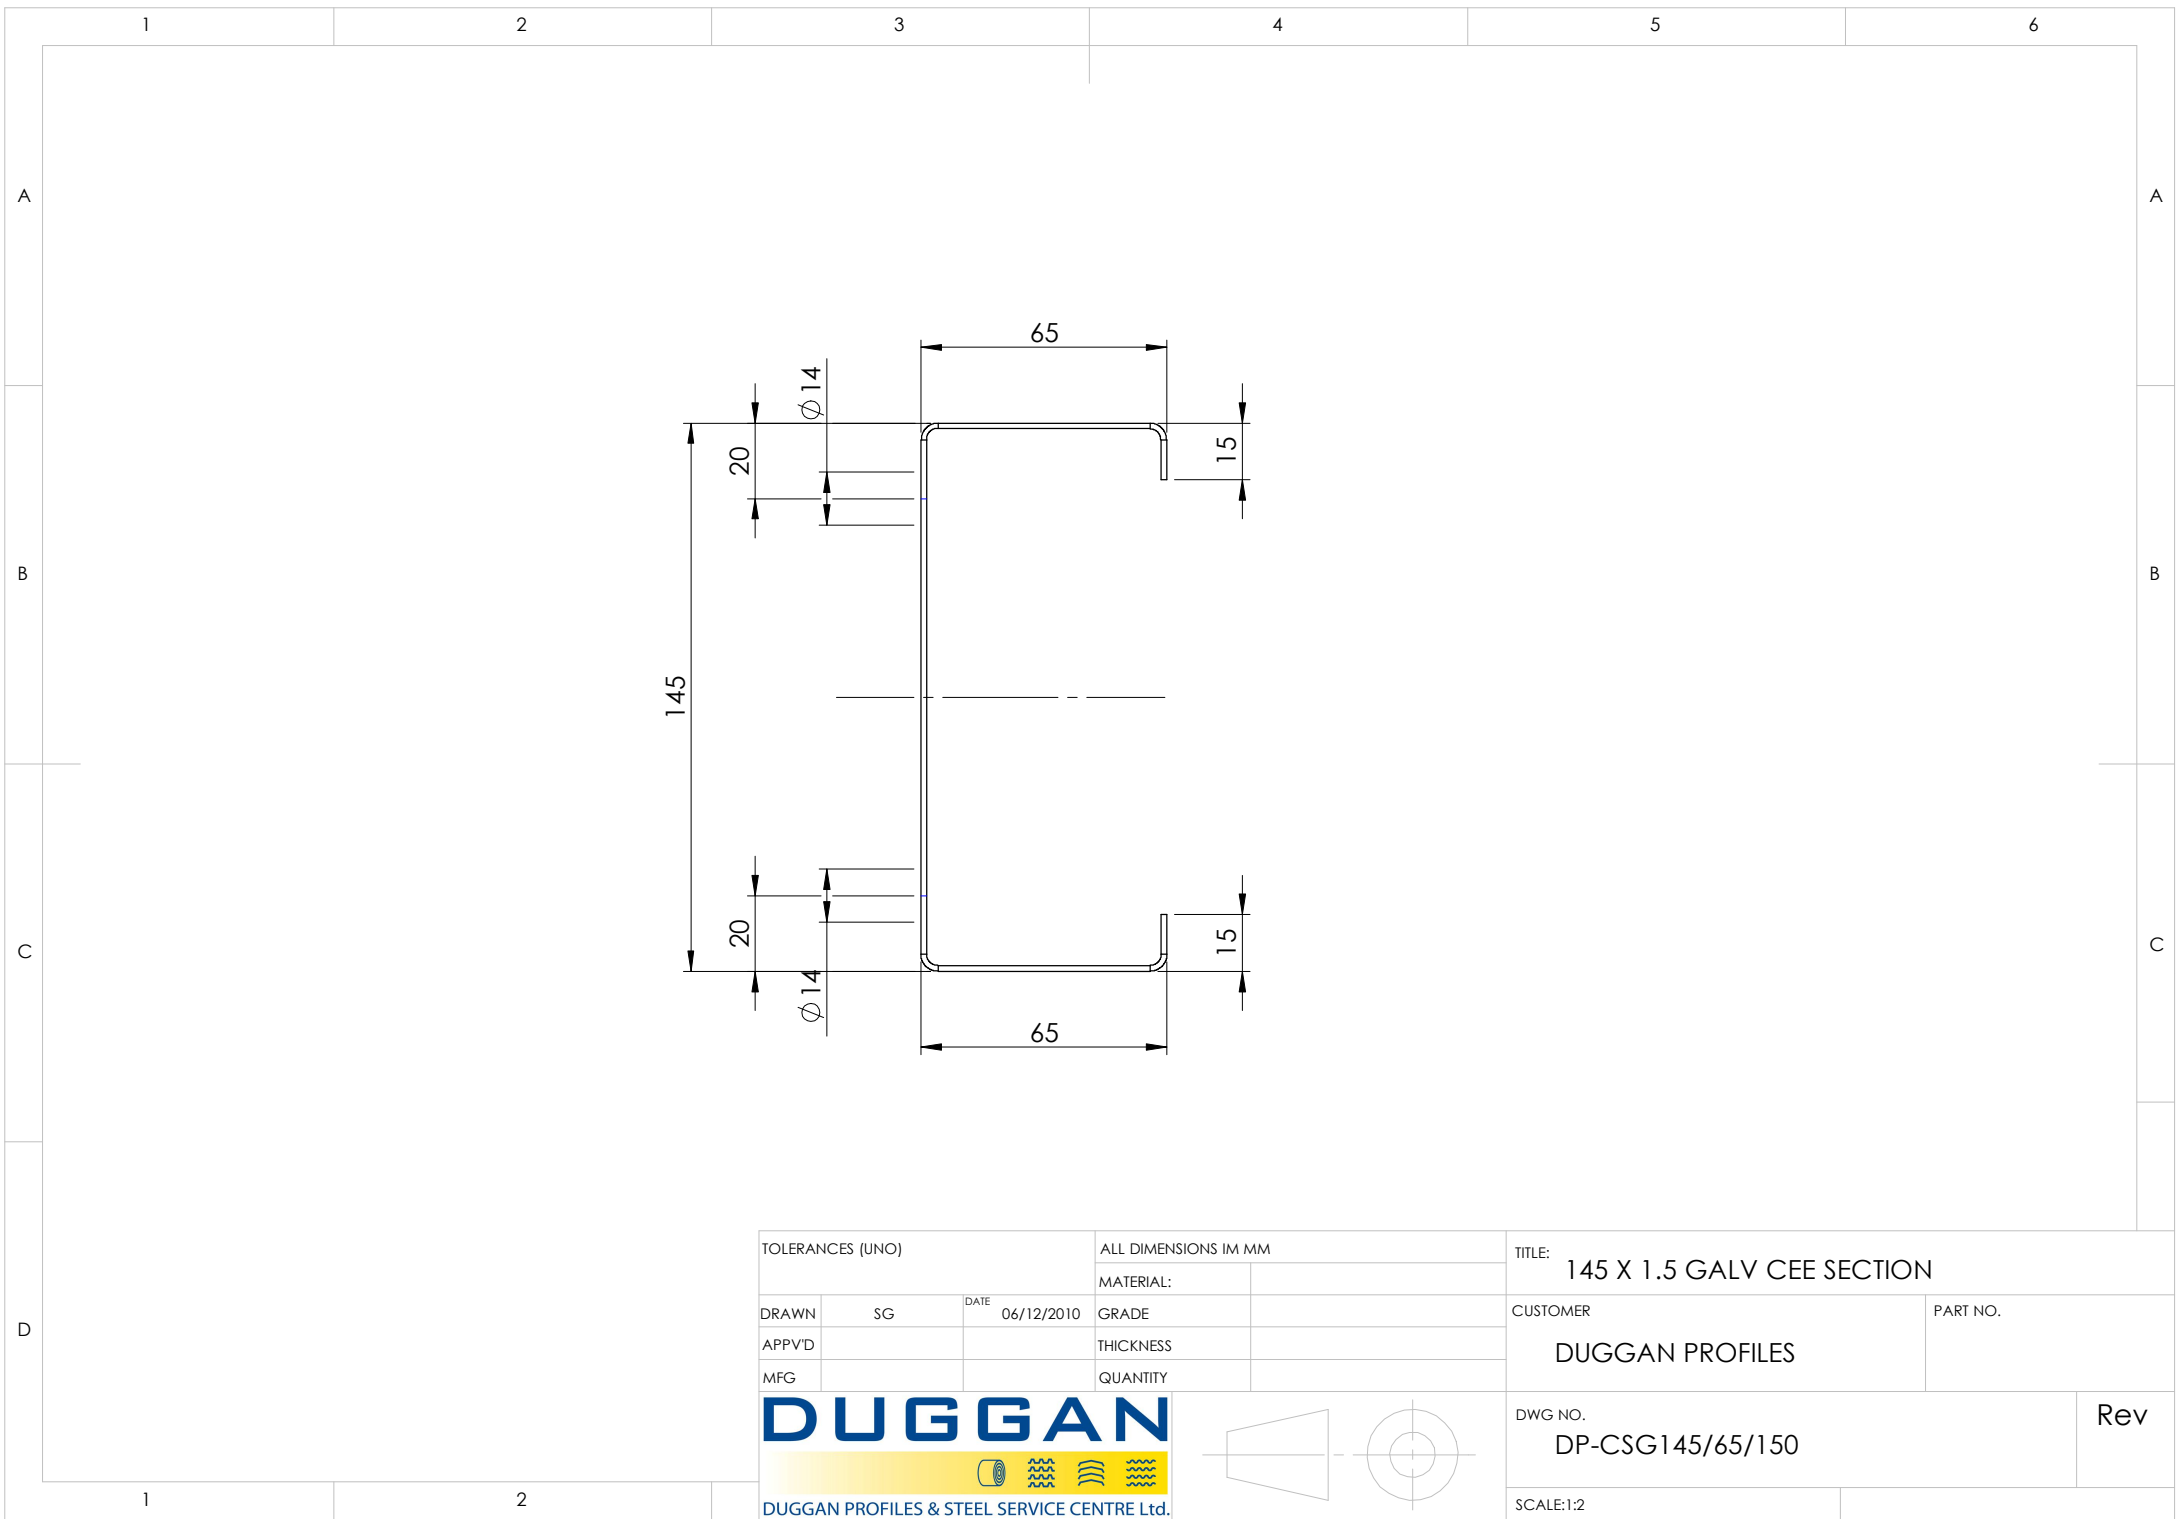 1 2 3 4 5 6
A A
65
Ø14
20
15
B B
145
20
15
Ø14
C C
65
D
TOLERANCES (UNO)
ALL DIMENSIONS IM MM
MATERIAL:
DRAWN SG DATE 06/12/2010 GRADE
APPV'D THICKNESS
MFG QUANTITY
TITLE: 145 X 1.5 GALV CEE SECTION
CUSTOMER
DUGGAN PROFILES
PART NO.
DUGGAN
DUGGAN PROFILES & STEEL SERVICE CENTRE Ltd.
DWG NO.
DP-CSG145/65/150
Rev
SCALE:1:2
1 2